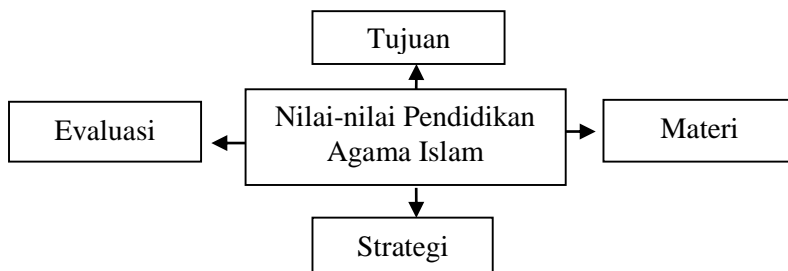 Tujuan
Evaluasi
Nilai-nilai Pendidikan
Agama Islam
Materi
Strategi